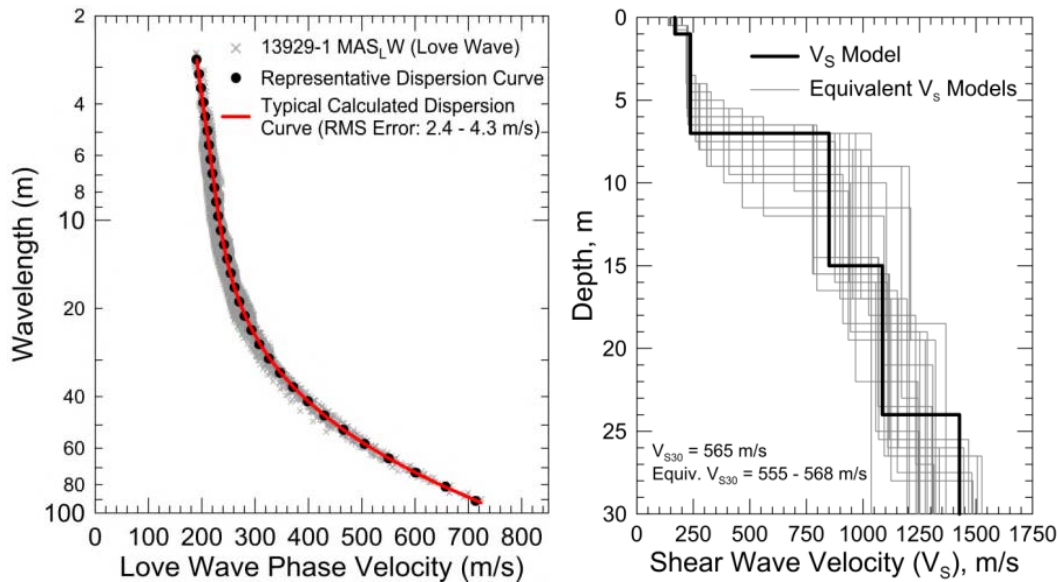 13929-1 MASLW (Love Wave)
Representative Dispersion Curve
Typical Calculated Dispersion
Curve (RMS Error: 2.4 - 4.3 m/s)
Wavelength (m)
2
4
6
8
10
20
40
60
80
100
0 100 200 300 400 500 600 700 800
Love Wave Phase Velocity (m/s)
VS Model
Equivalent Vs Models
Depth, m
0
5
10
15
20
25
30
VS30 = 565 m/s
Equiv. VS30 = 555 - 568 m/s
0 250 500 750 1000 1250 1500 1750
Shear Wave Velocity (VS), m/s